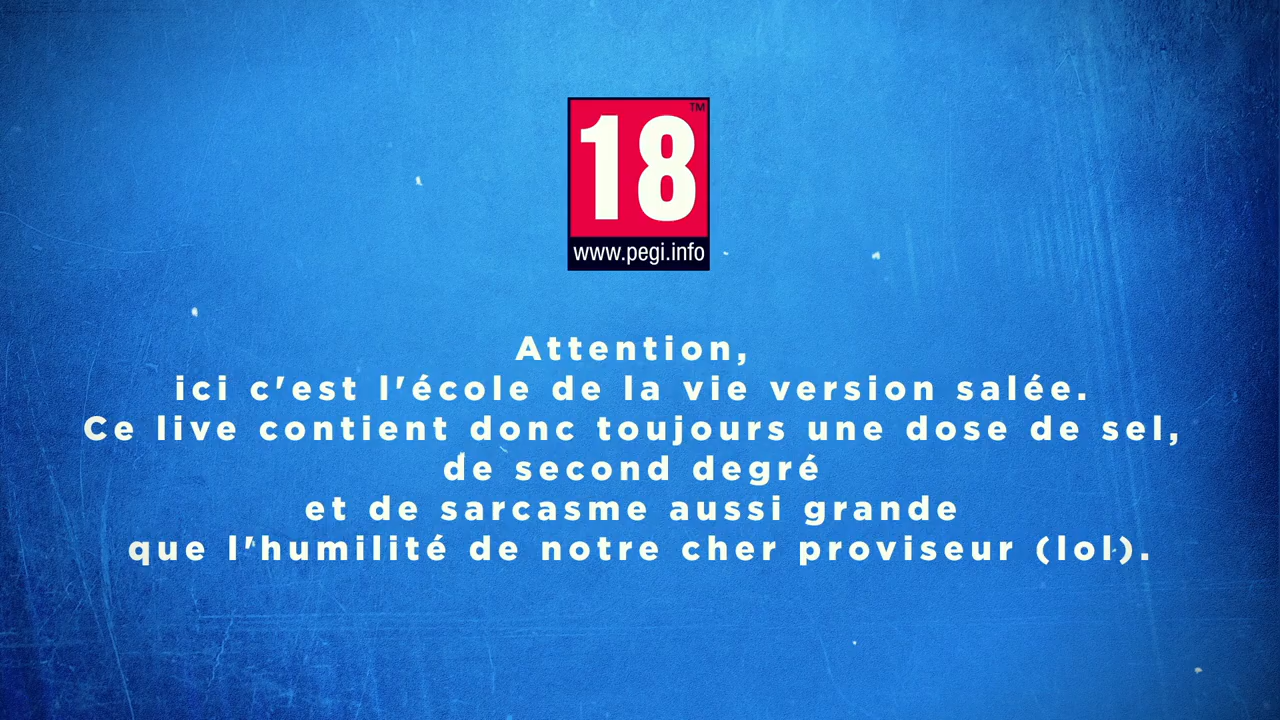 TM
18
www.pegi.info
Attention,
ici c'est l'école de la vie version salée.
Ce live contient donc toujours une dose de sel,
de second degré
et de sarcasme aussi grande
que l'humilité de notre cher proviseur (lol).